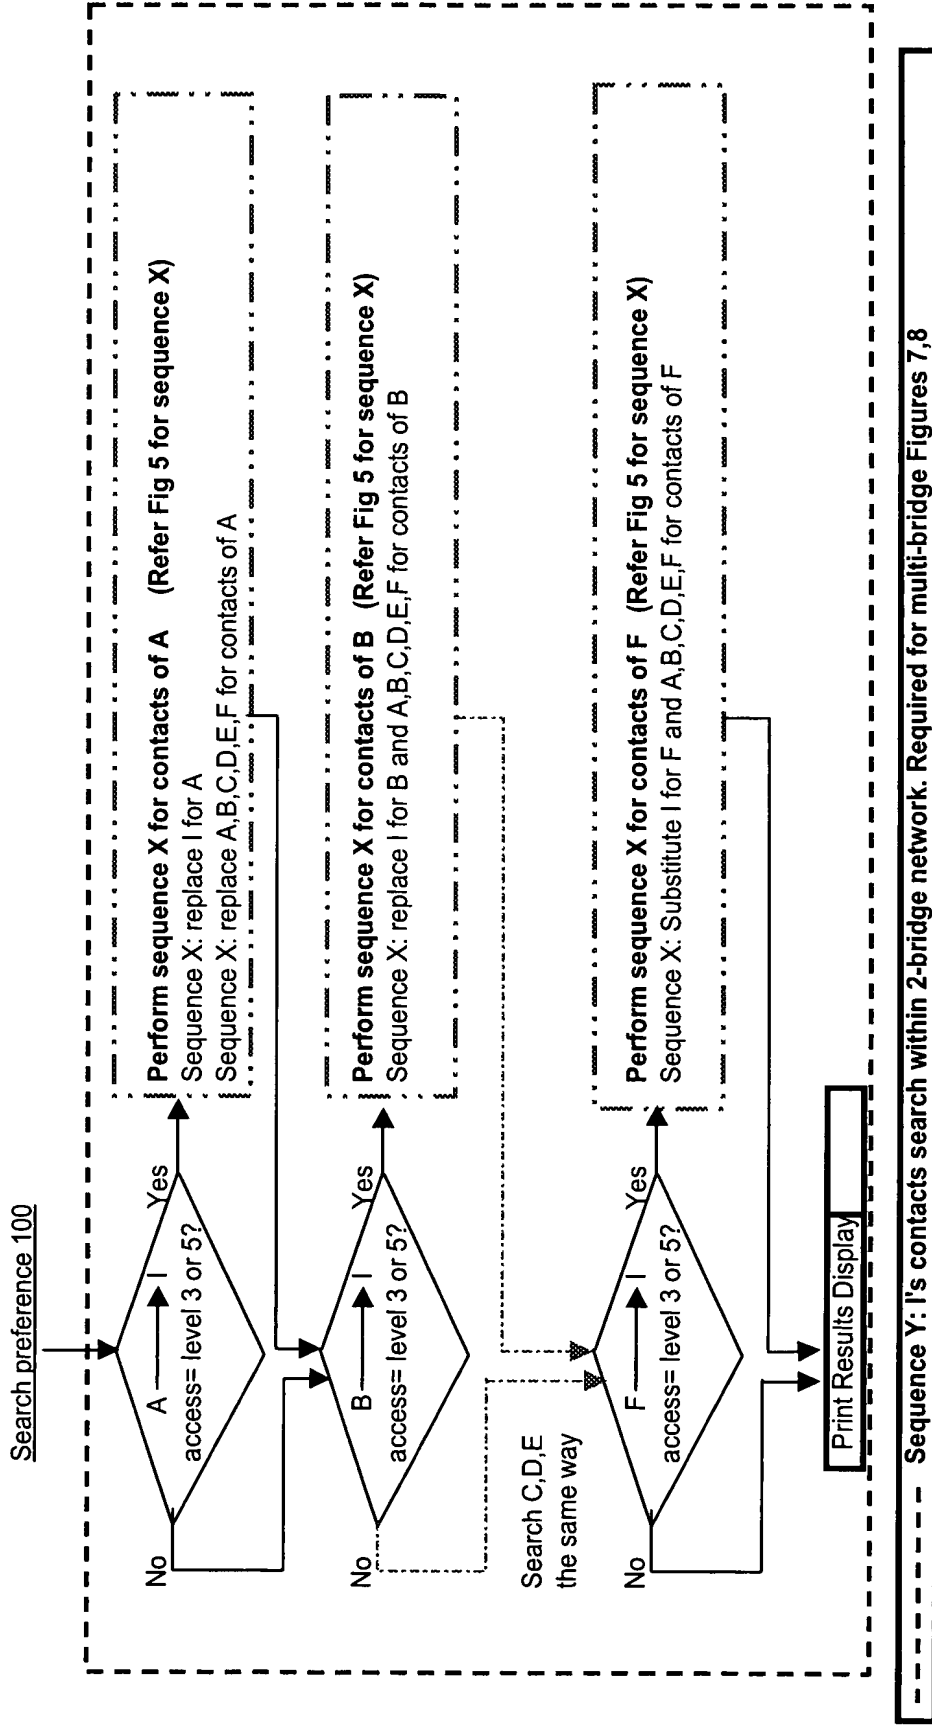 Search preference 100
A I
access= level 3 or 5?
Yes
No
Perform sequence X for contacts of A (Refer Fig 5 for sequence X)
Sequence X: replace I for A
Sequence X: replace A,B,C,D,E,F for contacts of A
B I
access= level 3 or 5?
Yes
No
Perform sequence X for contacts of B (Refer Fig 5 for sequence X)
Sequence X: replace I for B and A,B,C,D,E,F for contacts of B
Search C,D,E
the same way
F I
access= level 3 or 5?
Yes
No
Perform sequence X for contacts of F (Refer Fig 5 for sequence X)
Sequence X: Substitute I for F and A,B,C,D,E,F for contacts of F
Print Results Display
Sequence Y: I's contacts search within 2-bridge network. Required for multi-bridge Figures 7,8